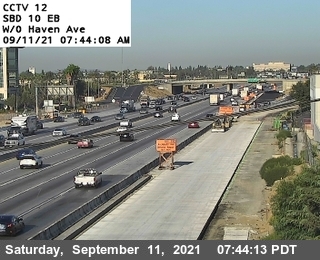 CCTV 12
SBD 10 EB
W/O Haven Ave
09/11/21 07:44:08 AM
Saturday, September 11, 2021 07:44:13 PDT